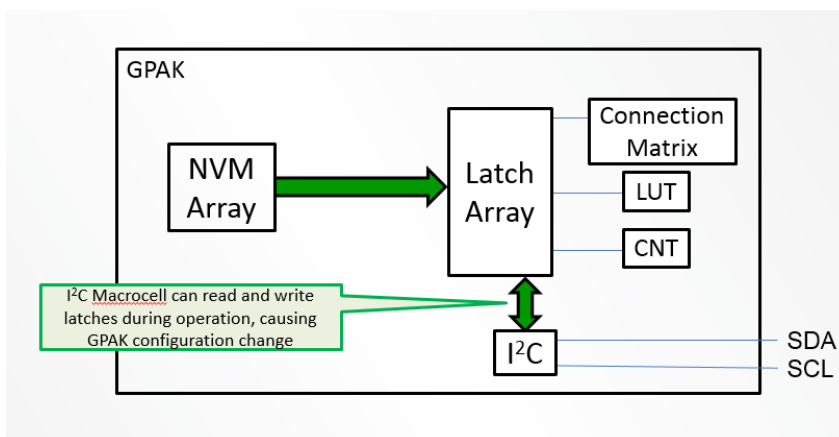 GPAK
NVM
Array
Latch
Array
Connection
Matrix
LUT
CNT
I²C Macrocell can read and write
latches during operation, causing
GPAK configuration change
I²C
SDA
SCL